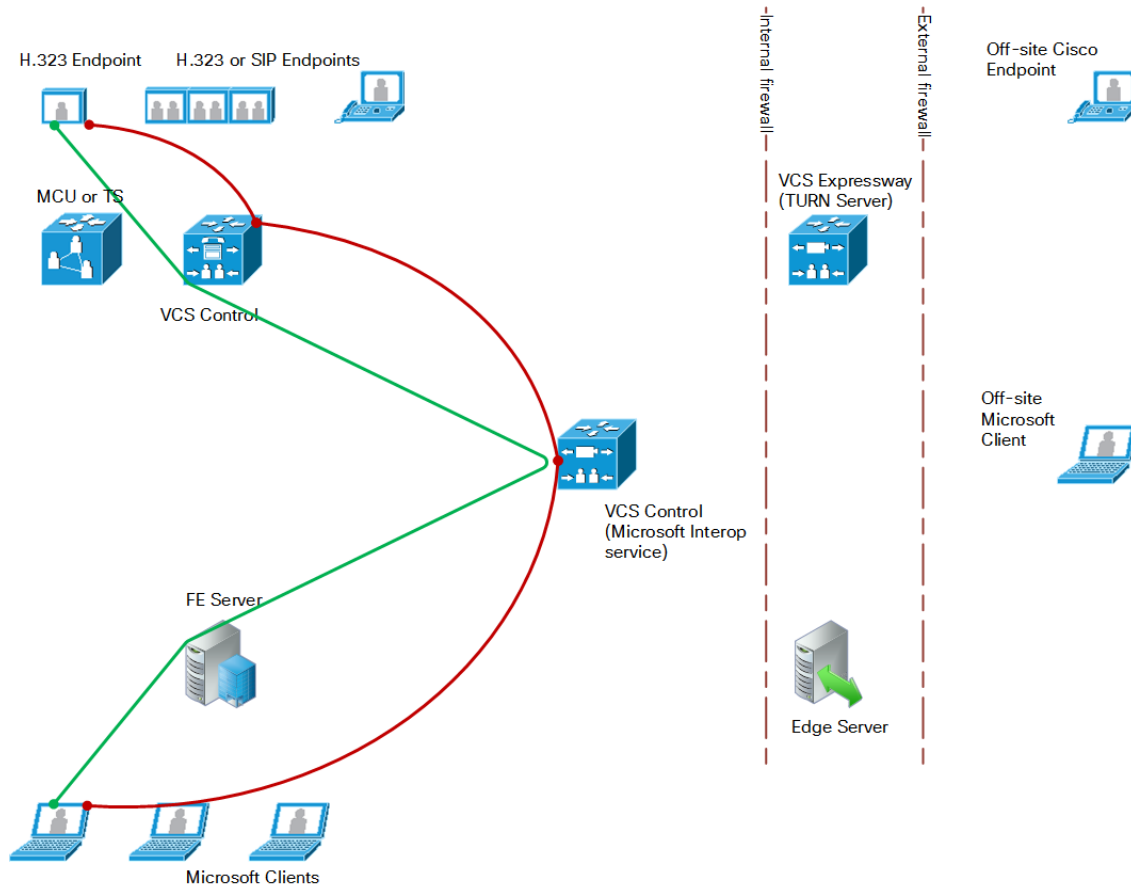 H.323 Endpoint
H.323 or SIP Endpoints
Internal firewall
External firewall
Off-site Cisco
Endpoint
MCU or TS
VCS Control
VCS Expressway
(TURN Server)
Off-site
Microsoft
Client
VCS Control
(Microsoft Interop
service)
FE Server
Edge Server
Microsoft Clients